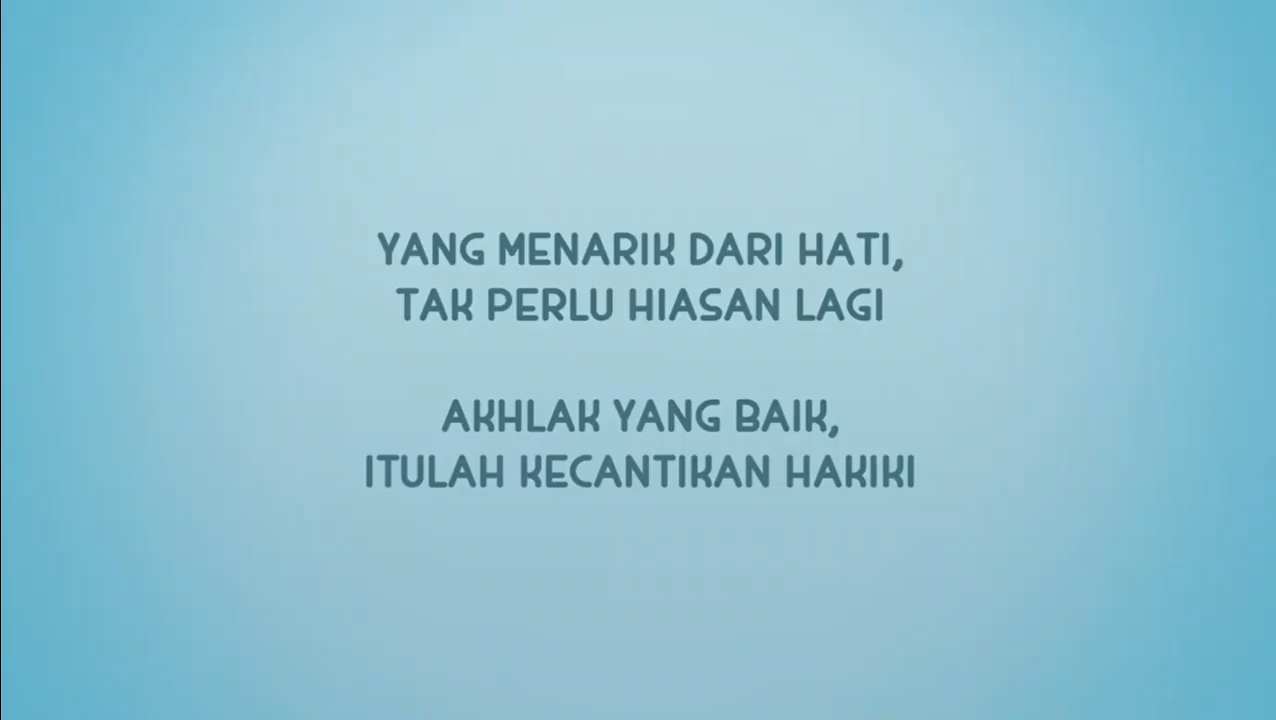 YANG MENARIK DARI HATI,
TAK PERLU HIASAN LAGI
AKHLAK YANG BAIK,
ITULAH KECANTIKAN HAKIKI